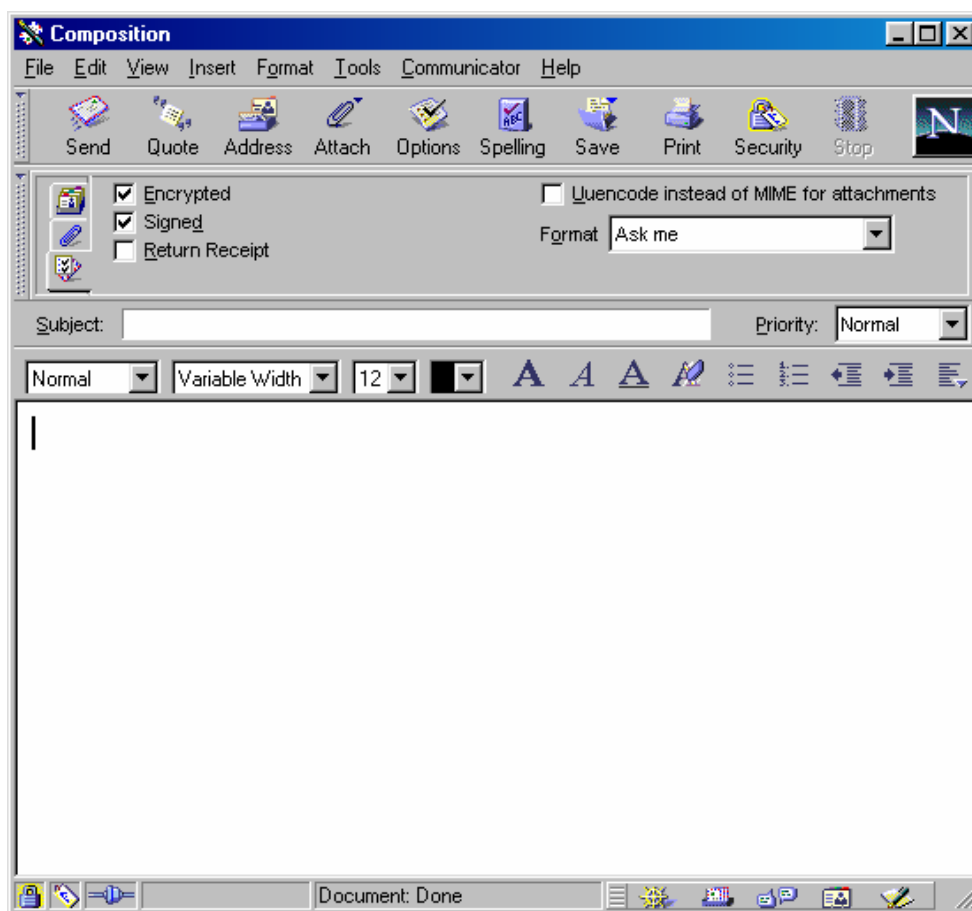 Composition
File Edit View Insert Format Tools Communicator Help
Send Quote Address Attach Options Spelling Save Print Security Stop
N
Encrypted Uuencode instead of MIME for attachments
Signed
Format Ask me
Return Receipt
Subject: Priority: Normal
Normal Variable Width 12 A A A
Document: Done